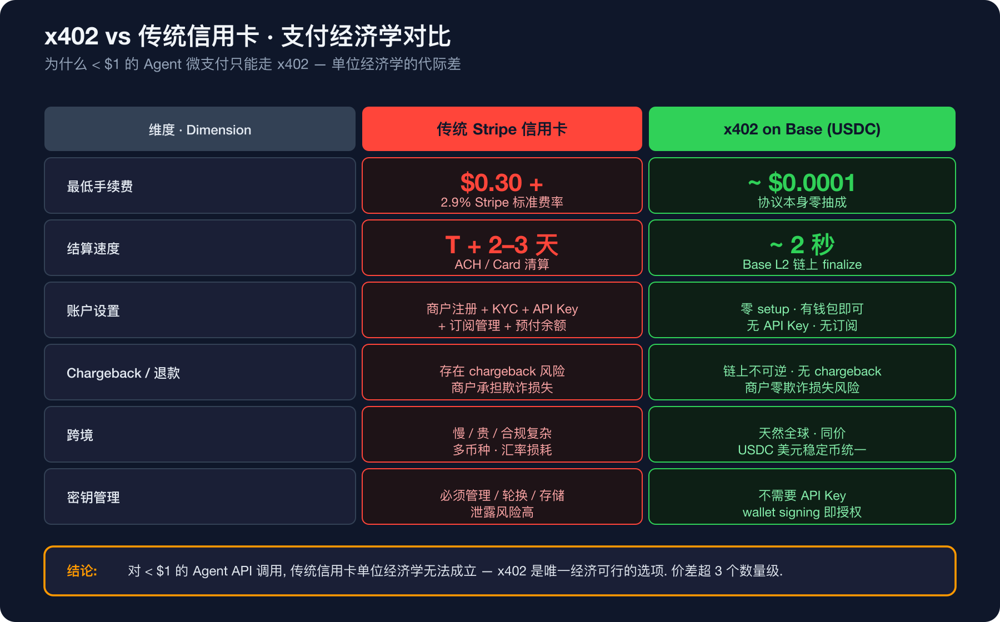 x402 vs 传统信用卡 · 支付经济学对比
为什么 < $1 的 Agent 微支付只能走 x402 — 单位经济学的代际差
维度 · Dimension
传统 Stripe 信用卡
x402 on Base (USDC)
最低手续费
$0.30 +
2.9% Stripe 标准费率
~ $0.0001
协议本身零抽成
结算速度
T + 2–3 天
ACH / Card 清算
~ 2 秒
Base L2 链上 finalize
账户设置
商户注册 + KYC + API Key
+ 订阅管理 + 预付余额
零 setup · 有钱包即可
无 API Key · 无订阅
Chargeback / 退款
存在 chargeback 风险
商户承担欺诈损失
链上不可逆 · 无 chargeback
商户零欺诈损失风险
跨境
慢 / 贵 / 合规复杂
多币种 · 汇率损耗
天然全球 · 同价
USDC 美元稳定币统一
密钥管理
必须管理 / 轮换 / 存储
泄露风险高
不需要 API Key
wallet signing 即授权
结论: 对 < $1 的 Agent API 调用, 传统信用卡单位经济学无法成立 — x402 是唯一经济可行的选项. 价差超 3 个数量级.